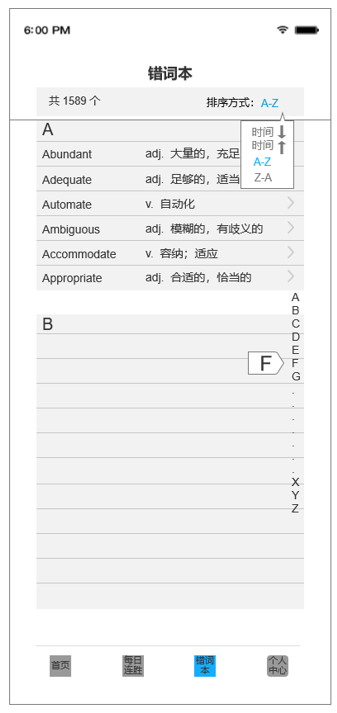 6:00 PM
错词本
共 1589 个
排序方式: A-Z
A
时间
时间
A-Z
Z-A
Abundant adj. 大量的，充足
Adequate adj. 足够的，适当
Automate v. 自动化
Ambiguous adj. 模糊的，有歧义的
Accommodate v. 容纳；适应
Appropriate adj. 合适的，恰当的
B
F
A
B
C
D
E
F
G
.
.
.
.
.
.
.
X
Y
Z
首页
每日
连胜
错词
本
个人
中心